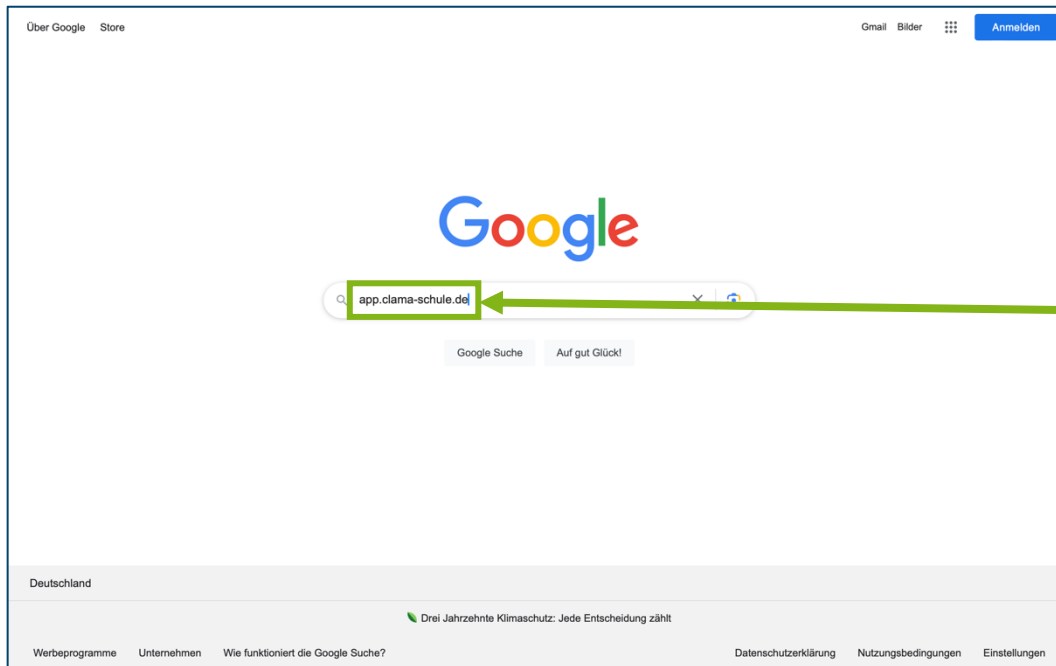 Über Google Store
Gmail Bilder
Anmelden
Google
app.clama-schule.de
Google Suche
Auf gut Glück!
Deutschland
Drei Jahrzehnte Klimaschutz: Jede Entscheidung zählt
Werbeprogramme Unternehmen Wie funktioniert die Google Suche?
Datenschutzerklärung Nutzungsbedingungen Einstellungen